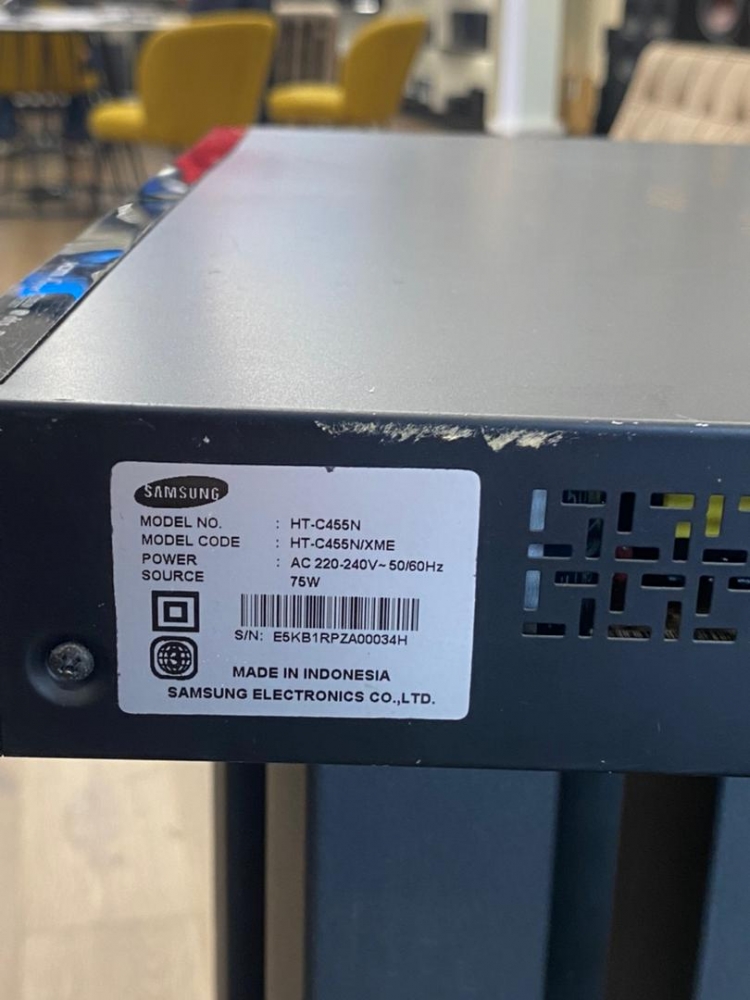 SAMSUNG
MODEL NO. : HT-C455N
MODEL CODE : HT-C455N/XME
POWER SOURCE : AC 220-240V~ 50/60Hz 75W
S/N: E5KB1RPZA00034H
MADE IN INDONESIA
SAMSUNG ELECTRONICS CO.,LTD.